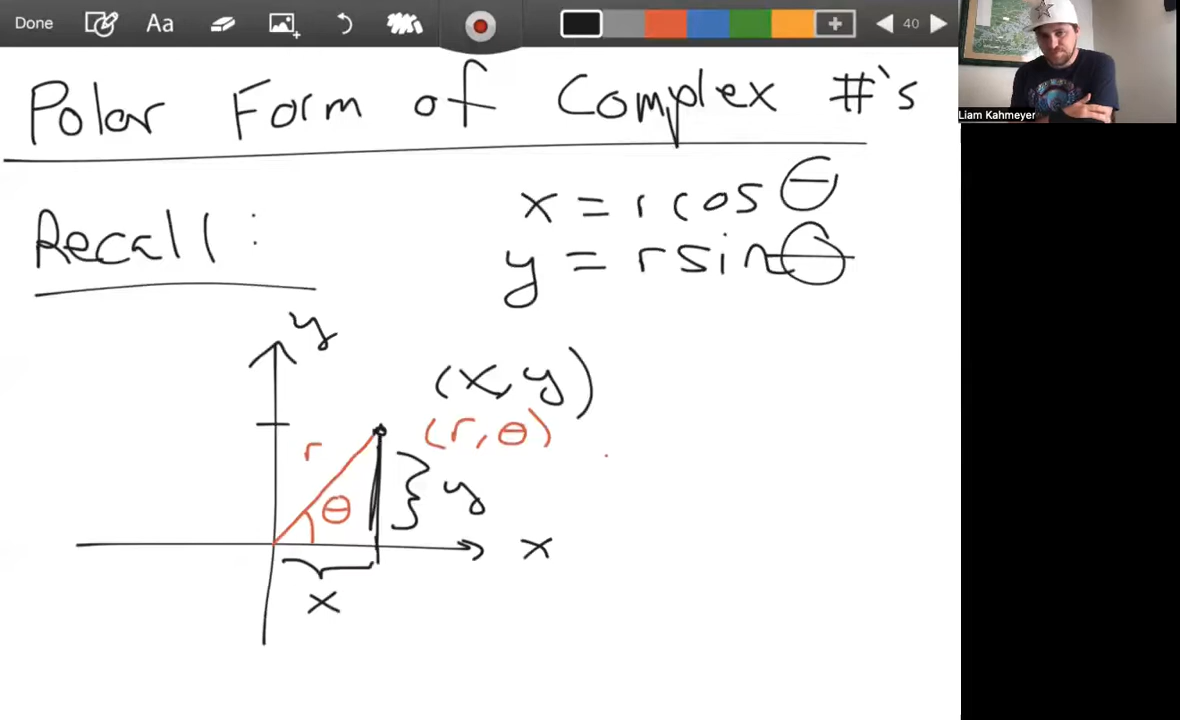 Done Aa 40
Liam Kahmeyer
Polar Form of Complex #'s
Recall:
x = r cos θ
y = r sin θ
y
(x, y)
(r, θ)
r
θ
y
x
x